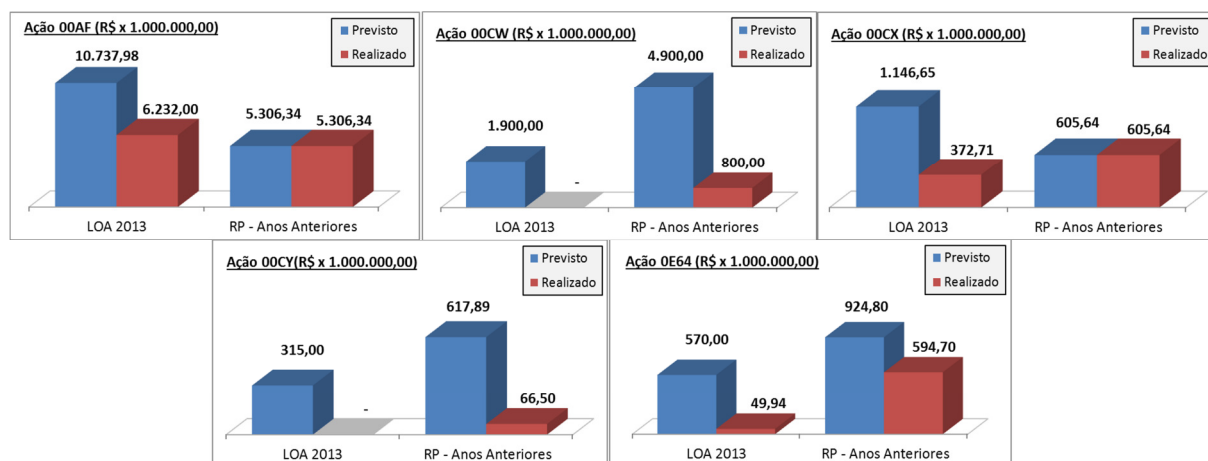 Ação 00AF (R$ x 1.000.000,00)
Previsto
Realizado
10.737,98
6.232,00
5.306,34
5.306,34
LOA 2013
RP - Anos Anteriores
Ação 00CW (R$ x 1.000.000,00)
Previsto
Realizado
1.900,00
-
4.900,00
800,00
LOA 2013
RP - Anos Anteriores
Ação 00CX (R$ x 1.000.000,00)
Previsto
Realizado
1.146,65
372,71
605,64
605,64
LOA 2013
RP - Anos Anteriores
Ação 00CY(R$ x 1.000.000,00)
Previsto
Realizado
315,00
-
617,89
66,50
LOA 2013
RP - Anos Anteriores
Ação 0E64 (R$ x 1.000.000,00)
Previsto
Realizado
570,00
49,94
924,80
594,70
LOA 2013
RP - Anos Anteriores